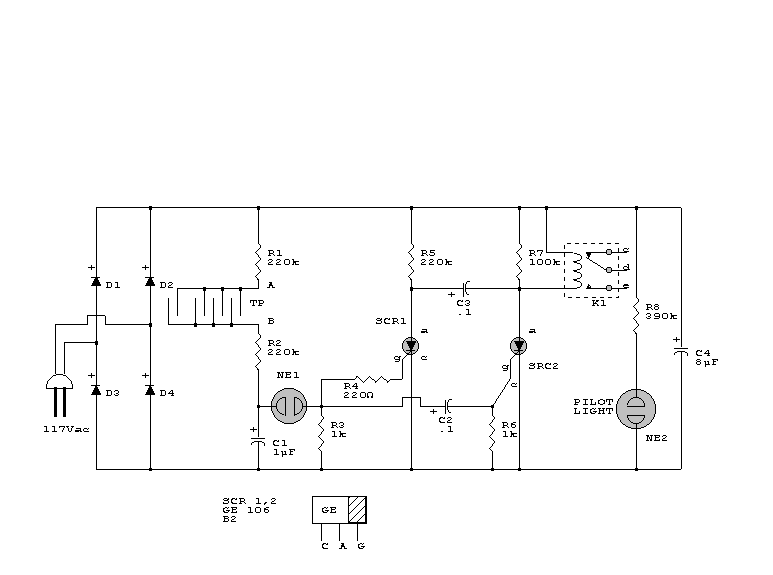 R1
220k
A
TP
B
R2
220k
D1
D2
D3
D4
117Vac
NE1
C1
1µF
R3
1k
R4
220Ω
SCR1
a
g
c
R5
220k
C3
.1
C2
.1
R6
1k
R7
100k
a
g
c
SRC2
K1
c
d
e
R8
390k
C4
8µF
PILOT
LIGHT
NE2
SCR 1,2
GE 106
B2
GE
C A G